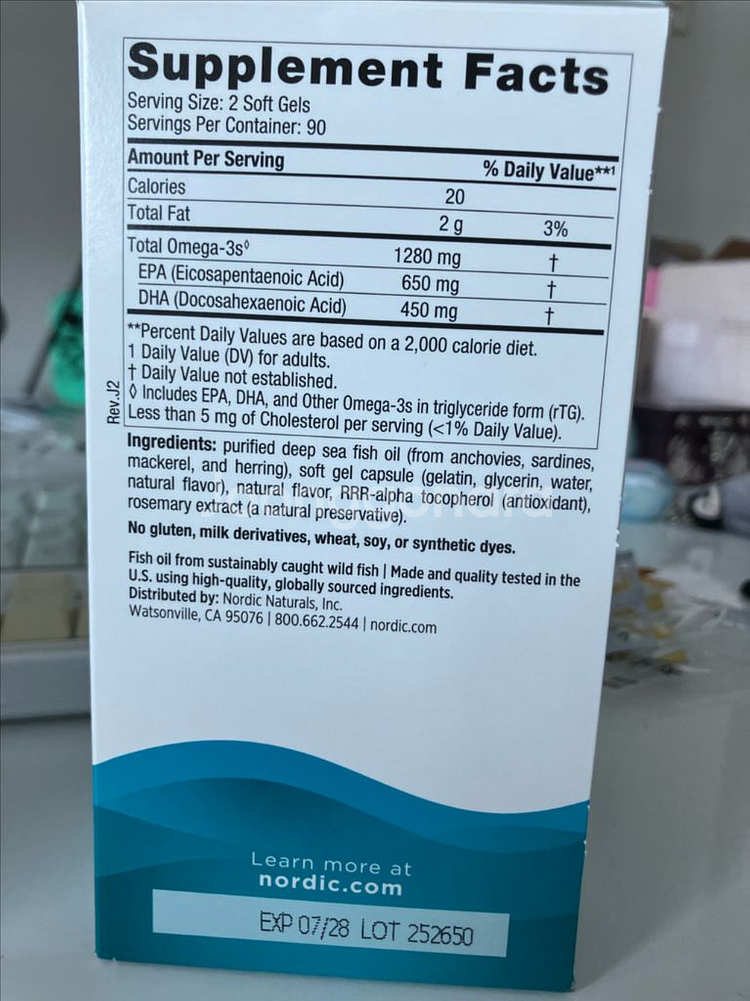 Supplement Facts
Serving Size: 2 Soft Gels
Servings Per Container: 90
Amount Per Serving % Daily Value**¹
Calories 20
Total Fat 2 g 3%
Total Omega-3s◊ 1280 mg †
EPA (Eicosapentaenoic Acid) 650 mg †
DHA (Docosahexaenoic Acid) 450 mg †
**Percent Daily Values are based on a 2,000 calorie diet.
1 Daily Value (DV) for adults.
† Daily Value not established.
◊ Includes EPA, DHA, and Other Omega-3s in triglyceride form (rTG).
Less than 5 mg of Cholesterol per serving (<1% Daily Value).
Rev.J2
Ingredients: purified deep sea fish oil (from anchovies, sardines,
mackerel, and herring), soft gel capsule (gelatin, glycerin, water,
natural flavor), natural flavor, RRR-alpha tocopherol (antioxidant),
rosemary extract (a natural preservative).
No gluten, milk derivatives, wheat, soy, or synthetic dyes.
Fish oil from sustainably caught wild fish | Made and quality tested in the
U.S. using high-quality, globally sourced ingredients.
Distributed by: Nordic Naturals, Inc.
Watsonville, CA 95076 | 800.662.2544 | nordic.com
Learn more at
nordic.com
EXP 07/28 LOT 252650